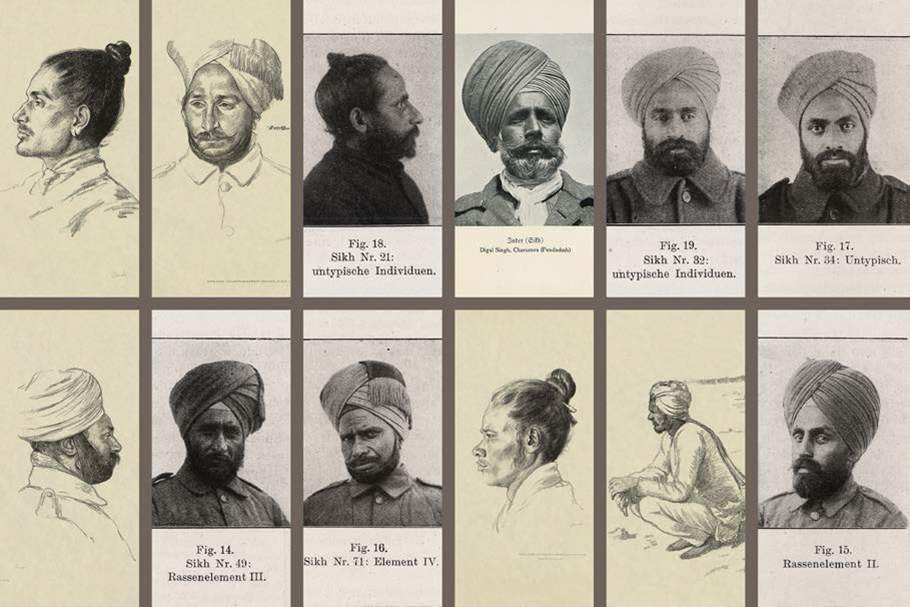 Fig. 18.
Sikh Nr. 21:
untypische Individuen.
Inder (Sikh)
Digal Singh, Charumra (Pendschab)
Fig. 19.
Sikh Nr. 32:
untypische Individuen.
Fig. 17.
Sikh Nr. 34: Untypisch.
Fig. 14.
Sikh Nr. 49:
Rassenelement III.
Fig. 16.
Sikh Nr. 71: Element IV.
Fig. 15.
Rassenelement II.